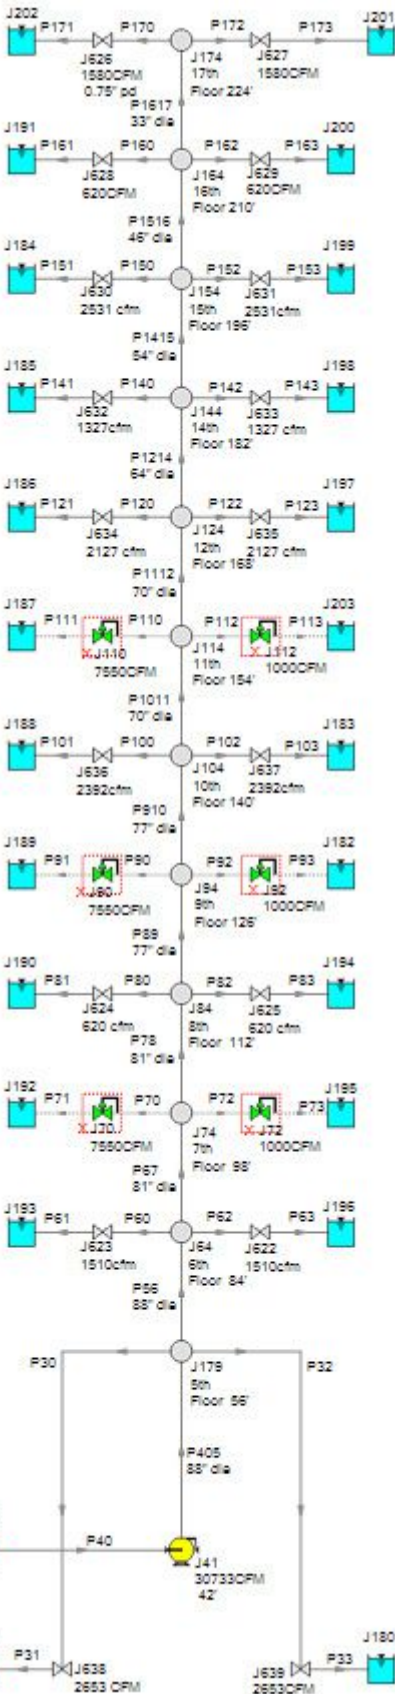 J202 P171 P170 P172 P173 J201
J626
1580CFM
0.75" pd
J174
17th
Floor 224'
J627
1580CFM
P1617
33" dia
J191 P161 P160 P162 P163 J200
J628
620CFM
J164
16th
Floor 210'
J629
620CFM
P1516
46" dia
J184 P151 P150 P152 P153 J199
J630
2531 cfm
J154
15th
Floor 196'
J631
2531cfm
P1415
54" dia
J185 P141 P140 P142 P143 J198
J632
1327cfm
J144
14th
Floor 182'
J633
1327 cfm
P1214
64" dia
J186 P121 P120 P122 P123 J197
J634
2127 cfm
J124
12th
Floor 168'
J635
2127 cfm
P1112
70" dia
J187 P111 P110 P112 P113 J203
X J110
7550CFM
J114
11th
Floor 154'
X J112
1000CFM
P1011
70" dia
J188 P101 P100 P102 P103 J183
J636
2392cfm
J104
10th
Floor 140'
J637
2392cfm
P910
77" dia
J189 P91 P90 P92 P93 J182
X J90
7550CFM
J94
9th
Floor 126'
X J92
1000CFM
P89
77" dia
J190 P81 P80 P82 P83 J194
J624
620 cfm
J84
8th
Floor 112'
J625
620 cfm
P78
81" dia
J192 P71 P70 P72 P73 J195
X J70
7550CFM
J74
7th
Floor 98'
X J72
1000CFM
P67
81" dia
J193 P61 P60 P62 P63 J196
J623
1510cfm
J64
6th
Floor 84'
J622
1510cfm
P56
88" dia
P30 P32
J179
5th
Floor 56'
P405
88" dia
P40
J41
30733CFM
42'
P31 P33 J180
J638
2653 CFM
J639
2653CFM